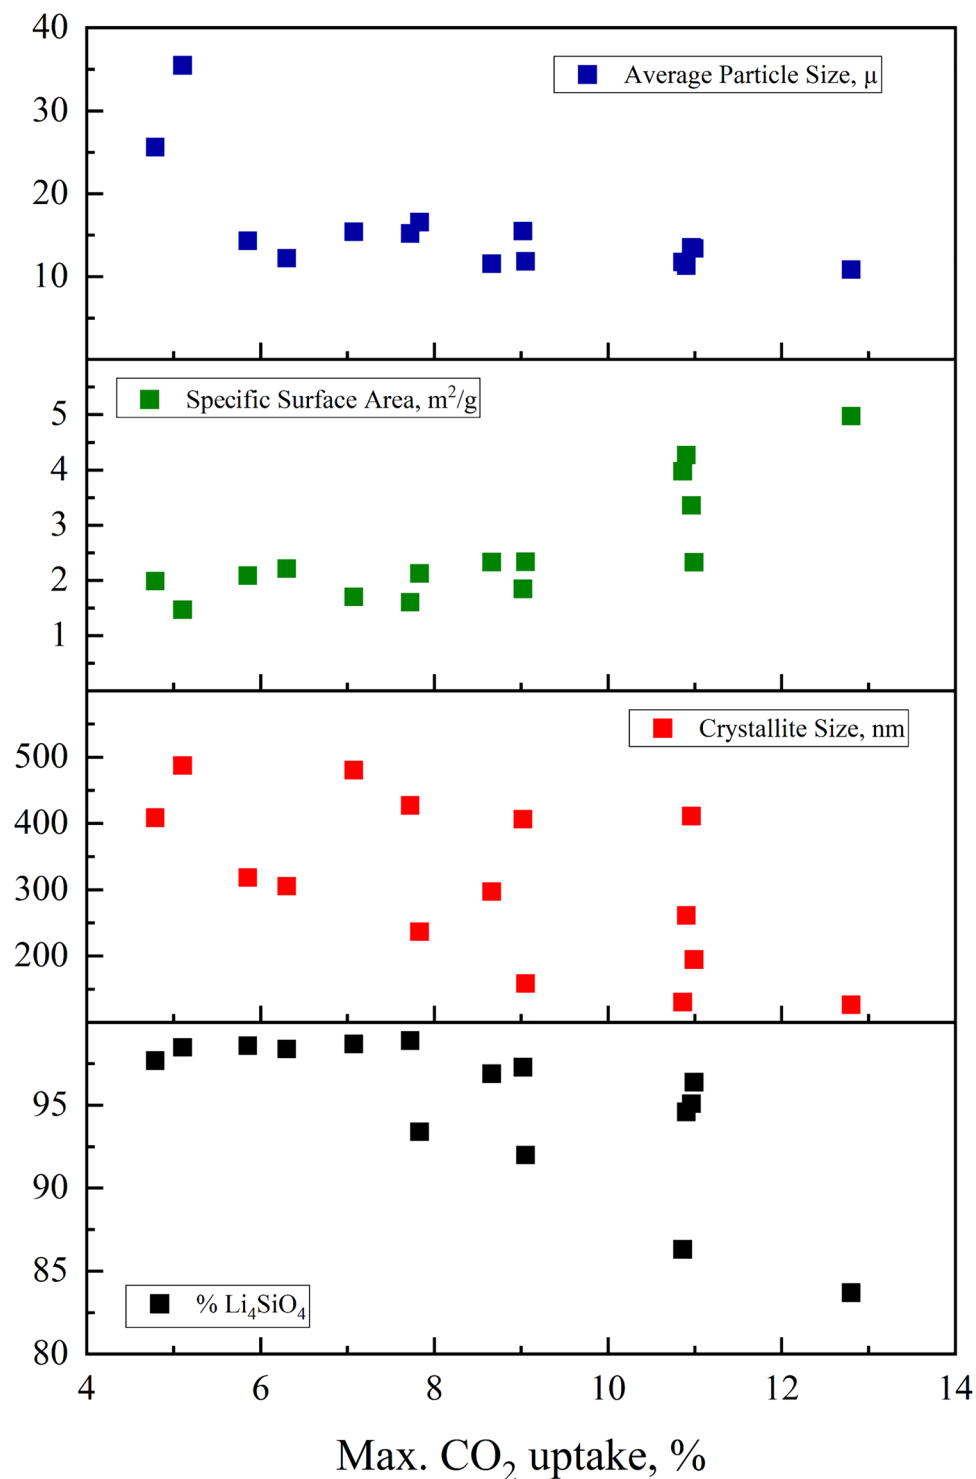 40
Average Particle Size, μ
30
20
10
Specific Surface Area, m²/g
5
4
3
2
1
Crystallite Size, nm
500
400
300
200
95
90
85
% Li₄SiO₄
80
4 6 8 10 12 14
Max. CO₂ uptake, %